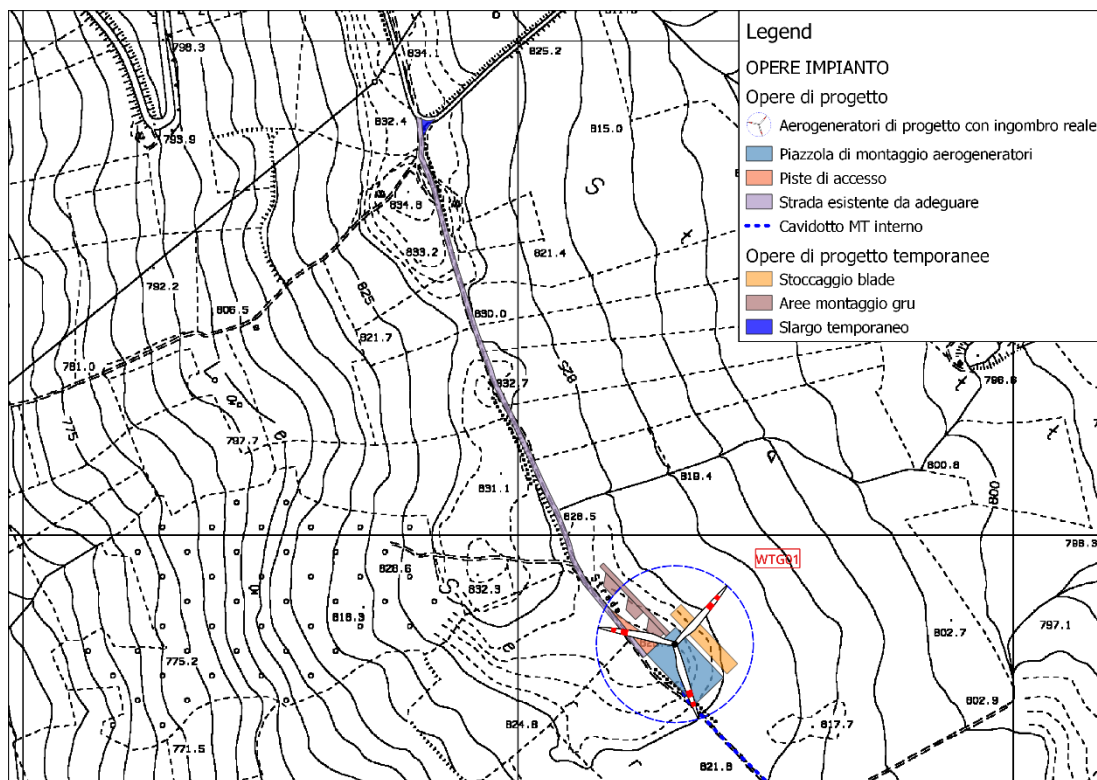 Legend
OPERE IMPIANTO
Opere di progetto
Aerogeneratori di progetto con ingombro reale
Piazzola di montaggio aerogeneratori
Piste di accesso
Strada esistente da adeguare
Cavidotto MT interno
Opere di progetto temporanee
Stoccaggio blade
Aree montaggio gru
Slargo temporaneo
798.3
834.
825.2
793.9
832.4
815.0
S
834.8
833.2
821.4
792.2
825
806.5
830.0
821.7
781.0
832.7
825
798.8
775
797.7
831.1
819.4
800.8
800
828.5
798.3
828.6
WTG01
832.3
818.3
802.7
797.1
775.2
802.9
824.8
817.7
771.5
821.8